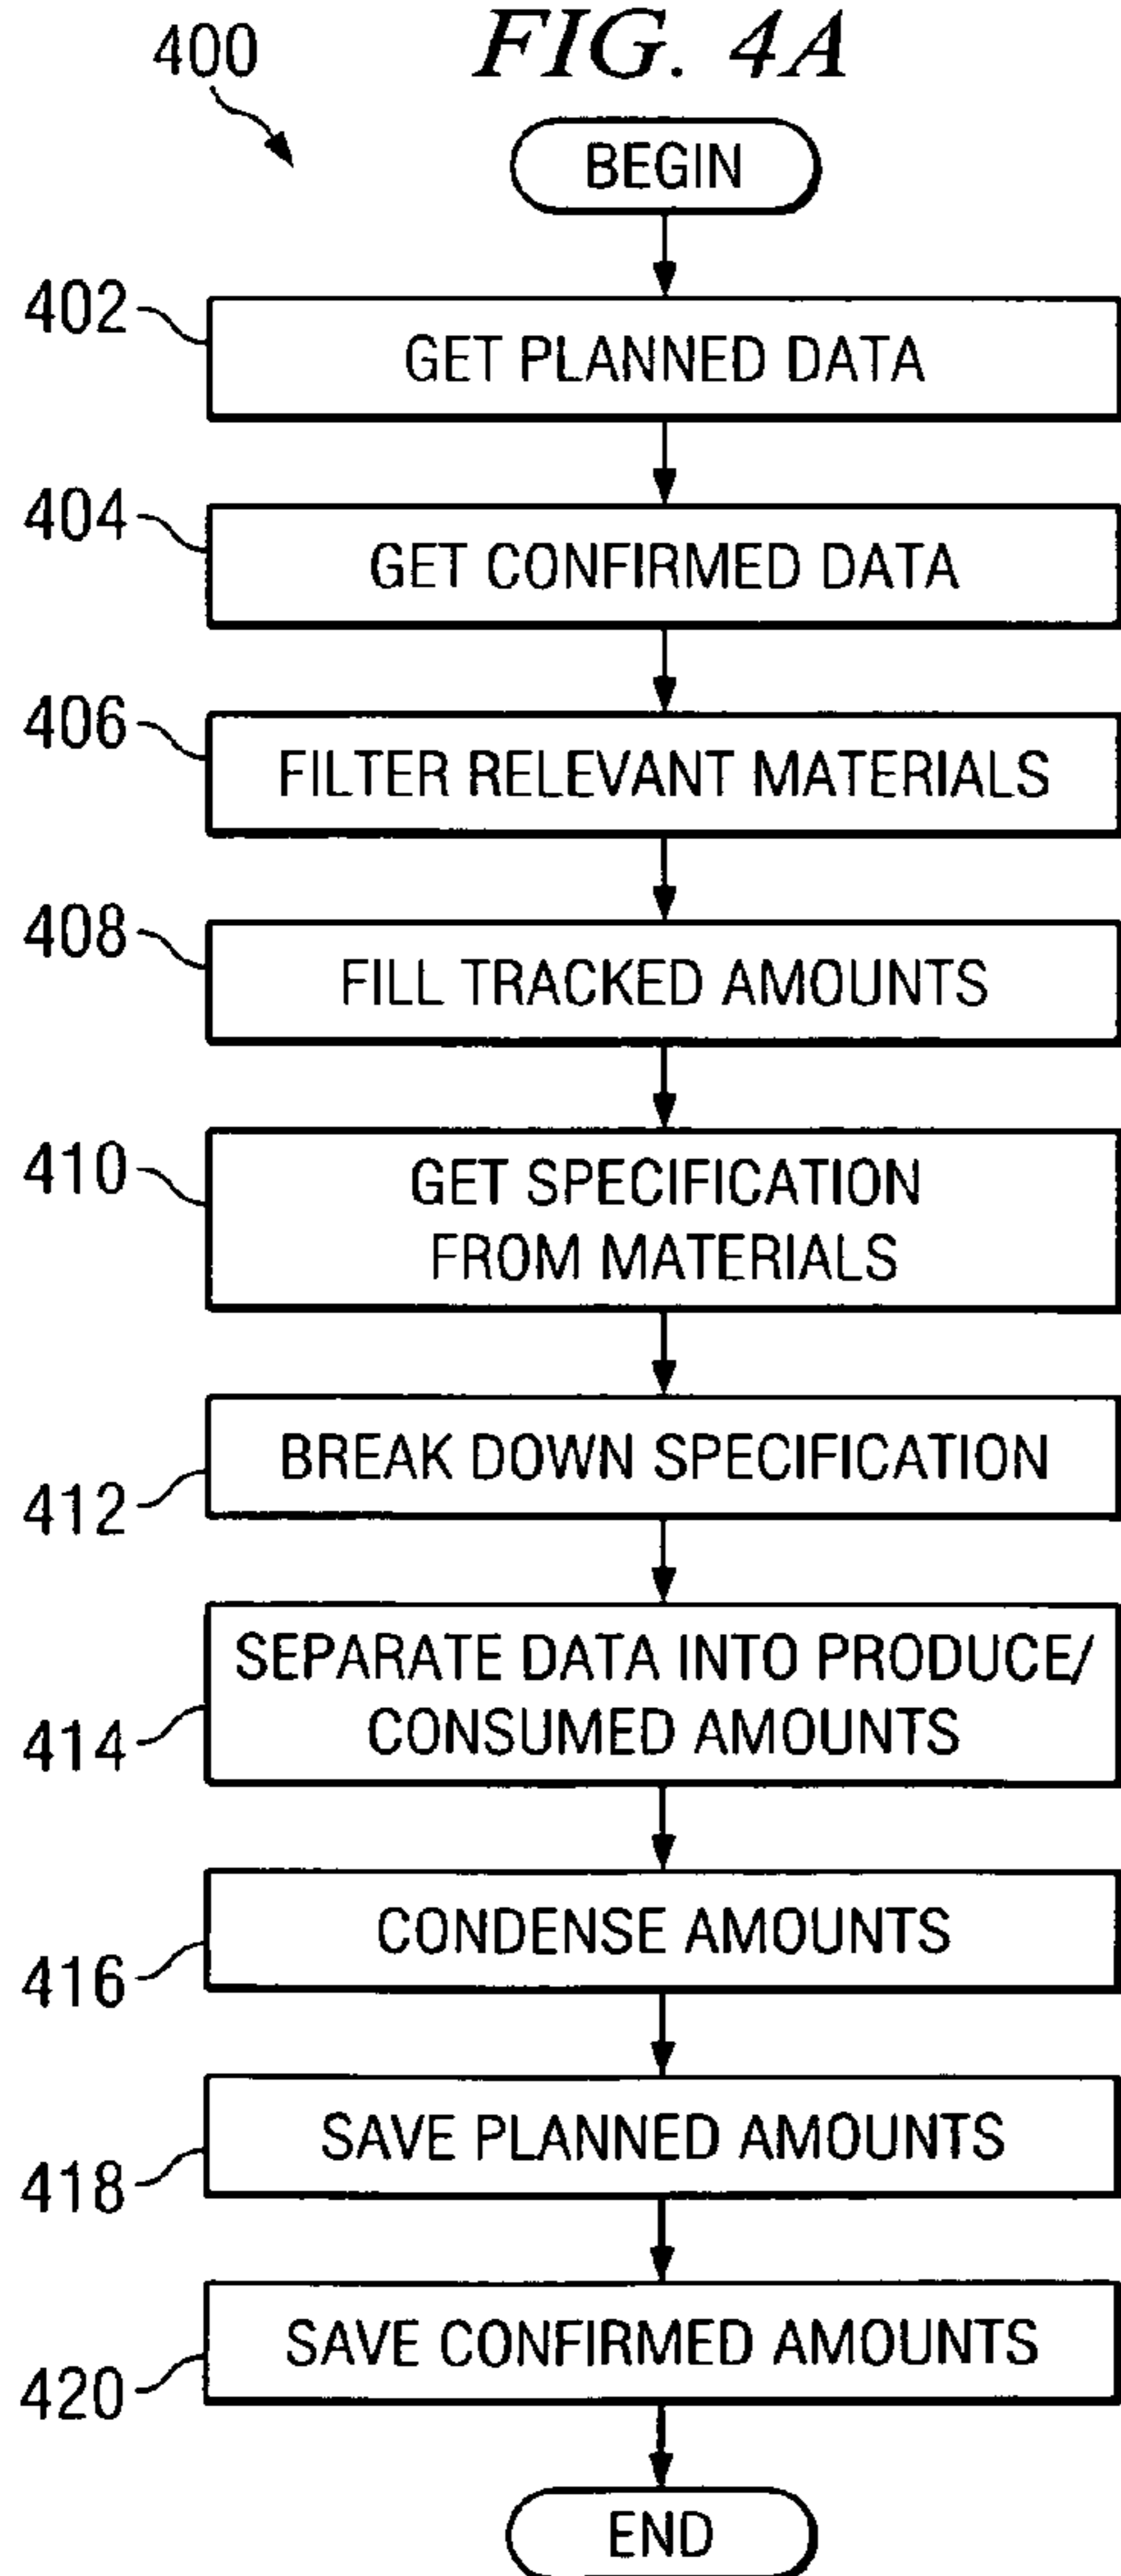 400
FIG. 4A
BEGIN
402
GET PLANNED DATA
404
GET CONFIRMED DATA
406
FILTER RELEVANT MATERIALS
408
FILL TRACKED AMOUNTS
410
GET SPECIFICATION
FROM MATERIALS
412
BREAK DOWN SPECIFICATION
414
SEPARATE DATA INTO PRODUCE/
CONSUMED AMOUNTS
416
CONDENSE AMOUNTS
418
SAVE PLANNED AMOUNTS
420
SAVE CONFIRMED AMOUNTS
END